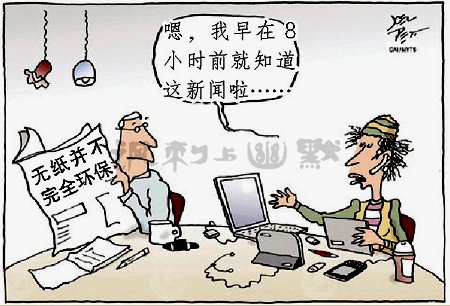 嗯，我早在8
小时前就知道
这新闻啦……
无纸并不
完全环保